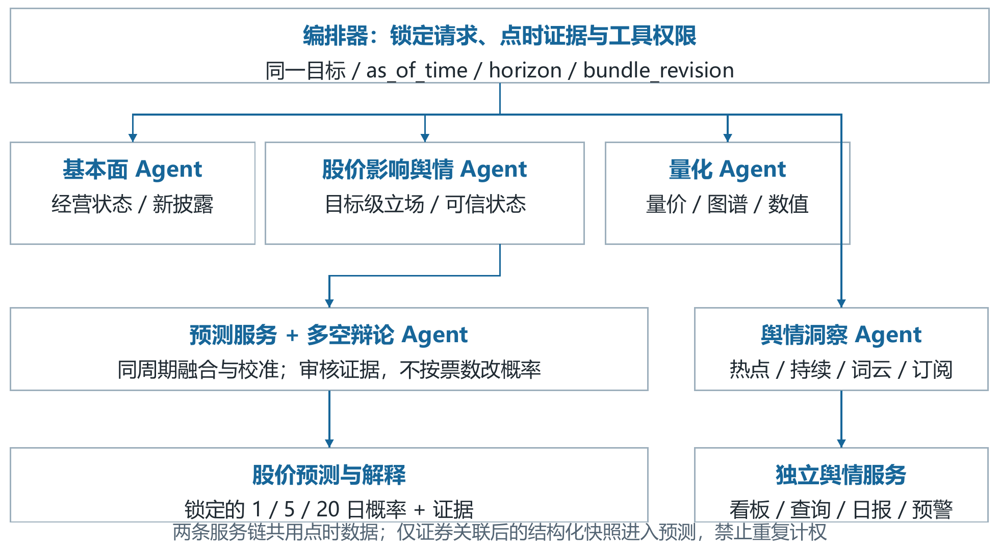 编排器：锁定请求、点时证据与工具权限
同一目标 / as_of_time / horizon / bundle_revision
基本面 Agent
经营状态 / 新披露
股价影响舆情 Agent
目标级立场 / 可信状态
量化 Agent
量价 / 图谱 / 数值
预测服务 + 多空辩论 Agent
同周期融合与校准；审核证据，不按票数改概率
舆情洞察 Agent
热点 / 持续 / 词云 / 订阅
股价预测与解释
锁定的 1 / 5 / 20 日概率 + 证据
独立舆情服务
看板 / 查询 / 日报 / 预警
两条服务链共用点时数据；仅证券关联后的结构化快照进入预测，禁止重复计权